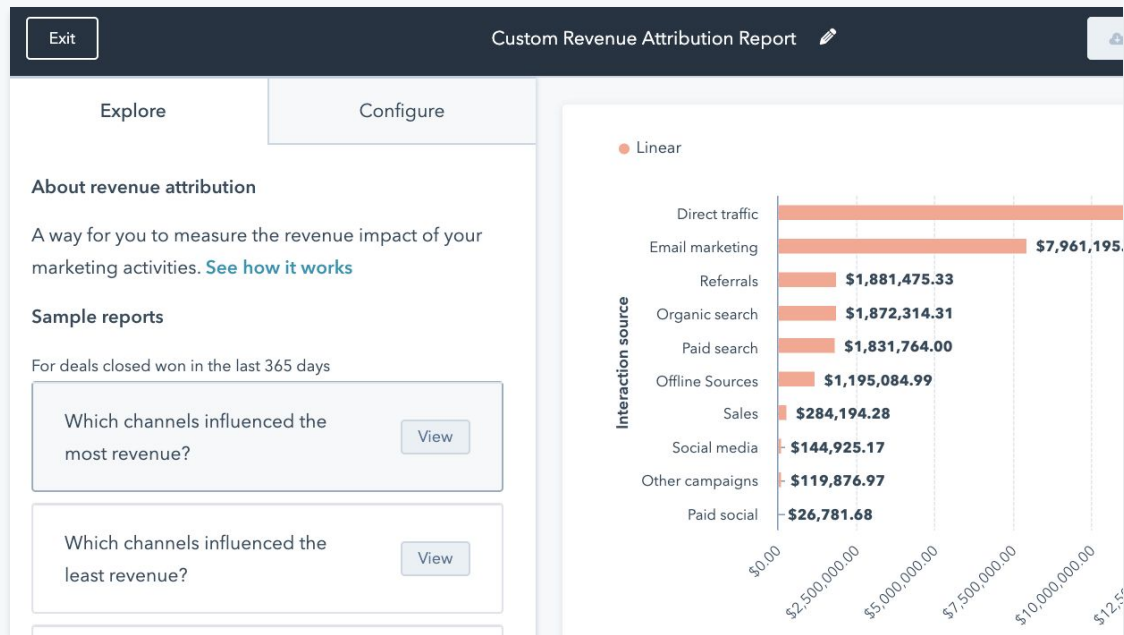 Exit
Custom Revenue Attribution Report
Explore
Configure
About revenue attribution
A way for you to measure the revenue impact of your
marketing activities. See how it works
Sample reports
For deals closed won in the last 365 days
Which channels influenced the
most revenue?
View
Which channels influenced the
least revenue?
View
Linear
Interaction source
Direct traffic
Email marketing $7,961,195.
Referrals $1,881,475.33
Organic search $1,872,314.31
Paid search $1,831,764.00
Offline Sources $1,195,084.99
Sales $284,194.28
Social media $144,925.17
Other campaigns $119,876.97
Paid social $26,781.68
$0.00
$2,500,000.00
$5,000,000.00
$7,500,000.00
$10,000,000.00